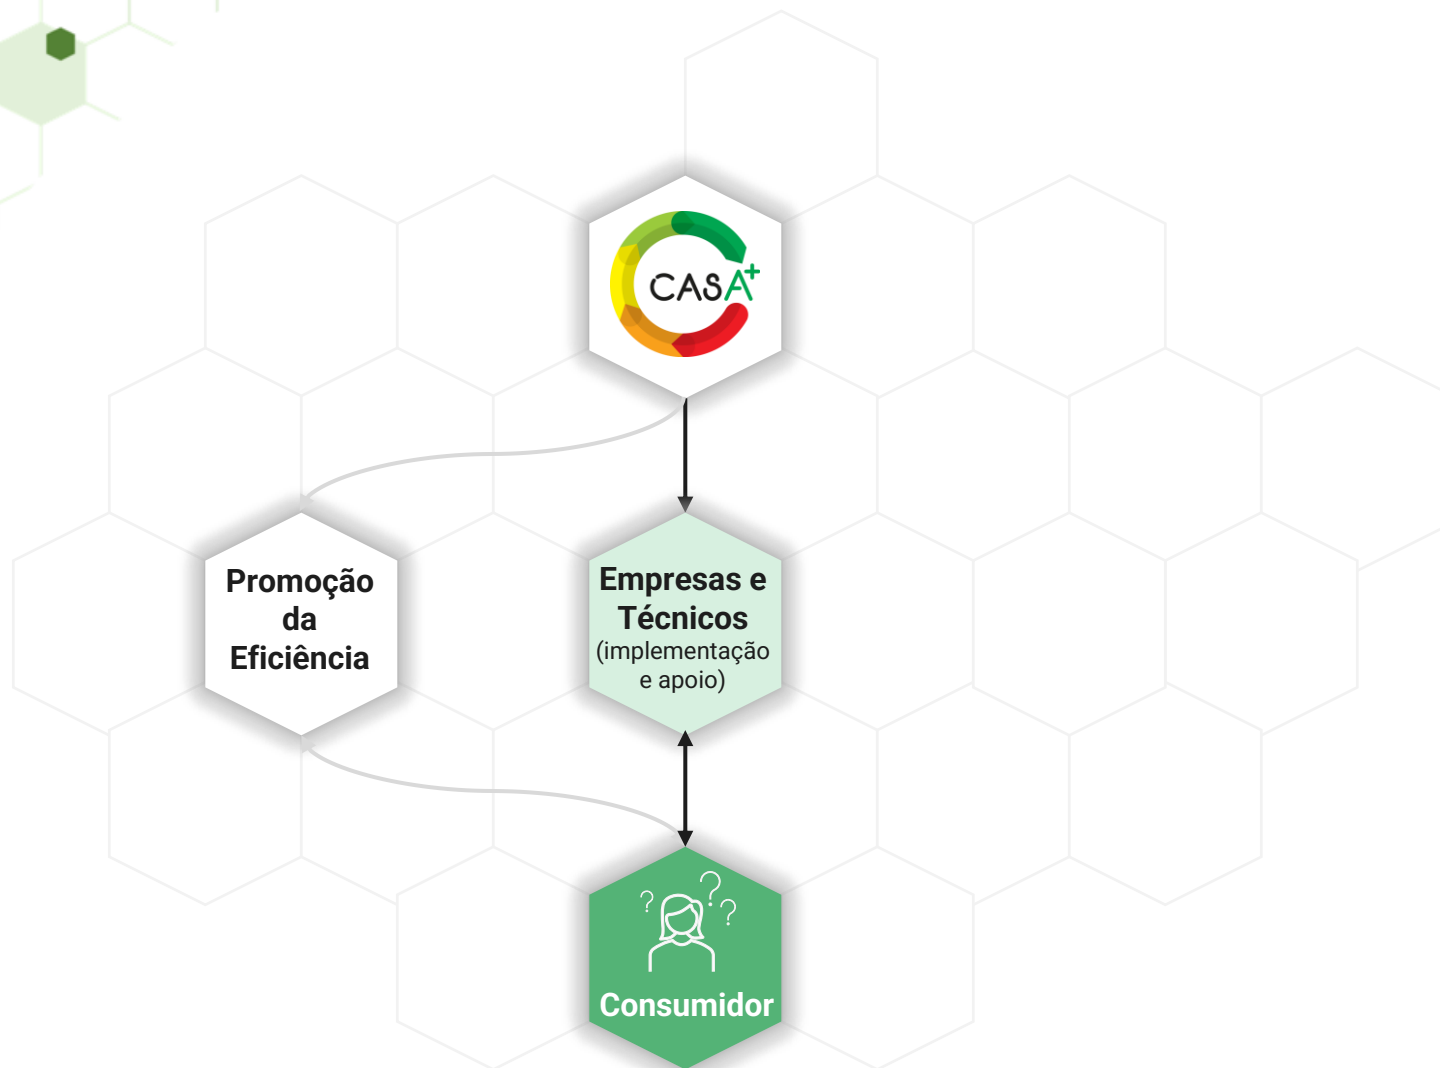 CASA+
Promoção
da
Eficiência
Empresas e
Técnicos
(implementação
e apoio)
? ? ?
Consumidor